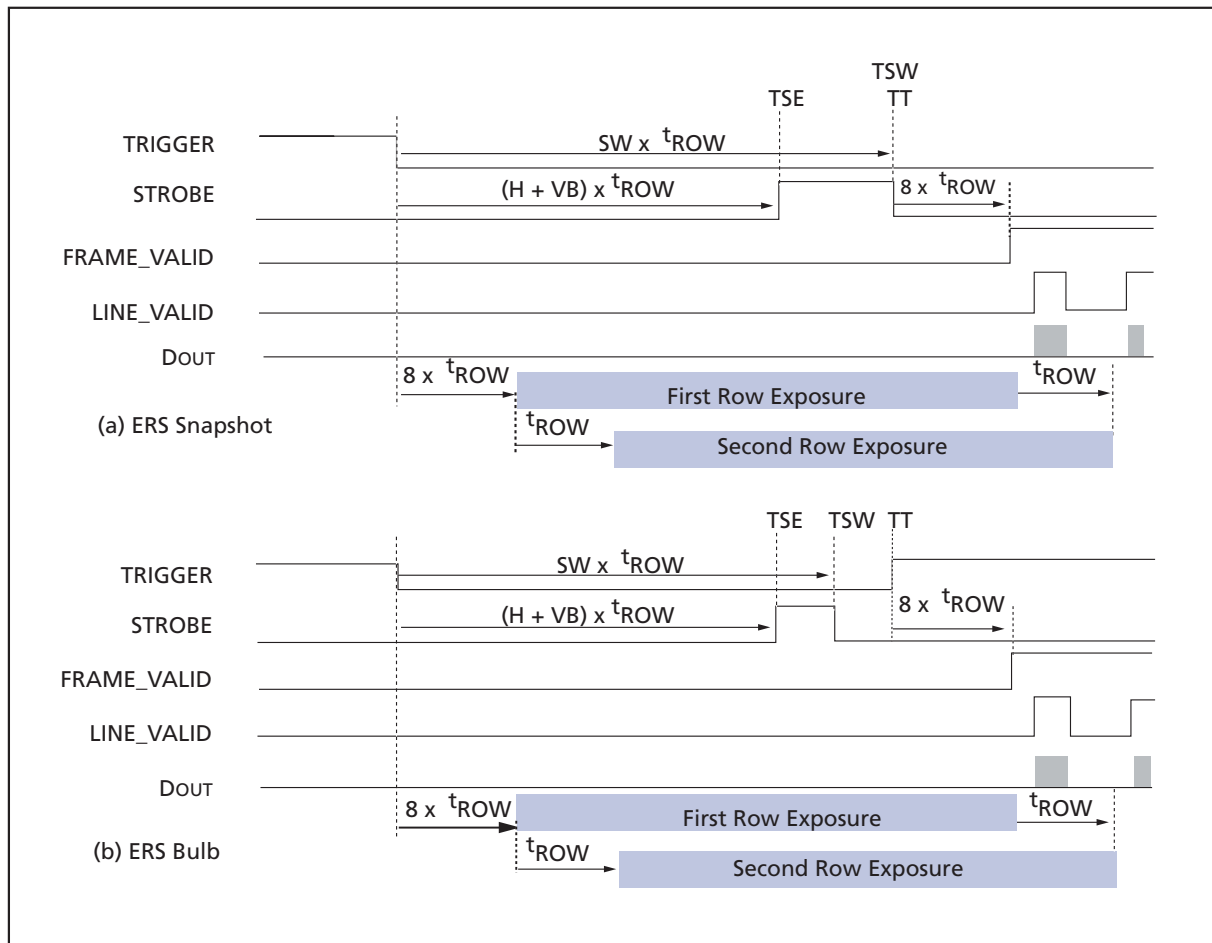 TSW
TSE TT
TRIGGER
SW x tROW
STROBE
(H + VB) x tROW
8 x tROW
FRAME_VALID
LINE_VALID
DOUT
8 x tROW
First Row Exposure
tROW
(a) ERS Snapshot
tROW
Second Row Exposure
TSE TSW TT
TRIGGER
SW x tROW
STROBE
(H + VB) x tROW
8 x tROW
FRAME_VALID
LINE_VALID
DOUT
8 x tROW
First Row Exposure
tROW
(b) ERS Bulb
tROW
Second Row Exposure